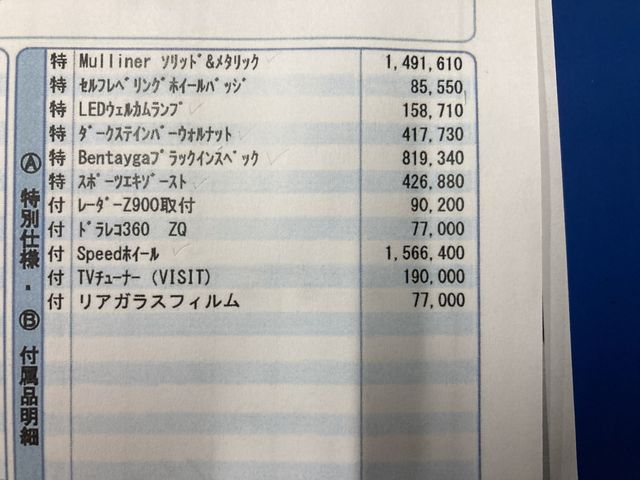 特 Mulliner ソリッド&メタリック 1,491,610
特 セルフレベリングホイールバッジ 85,550
特 LEDウェルカムランプ 158,710
特 ダークステインバーウォルナット 417,730
特 Bentaygaブラックインスペック 819,340
特 スポーツエキゾースト 426,880
付 レーダーZ900取付 90,200
付 ドラレコ360 ZQ 77,000
付 Speedホイール 1,566,400
付 TVチューナー (VISIT) 190,000
付 リアガラスフィルム 77,000
Ⓐ特別仕様・Ⓑ付属品明細